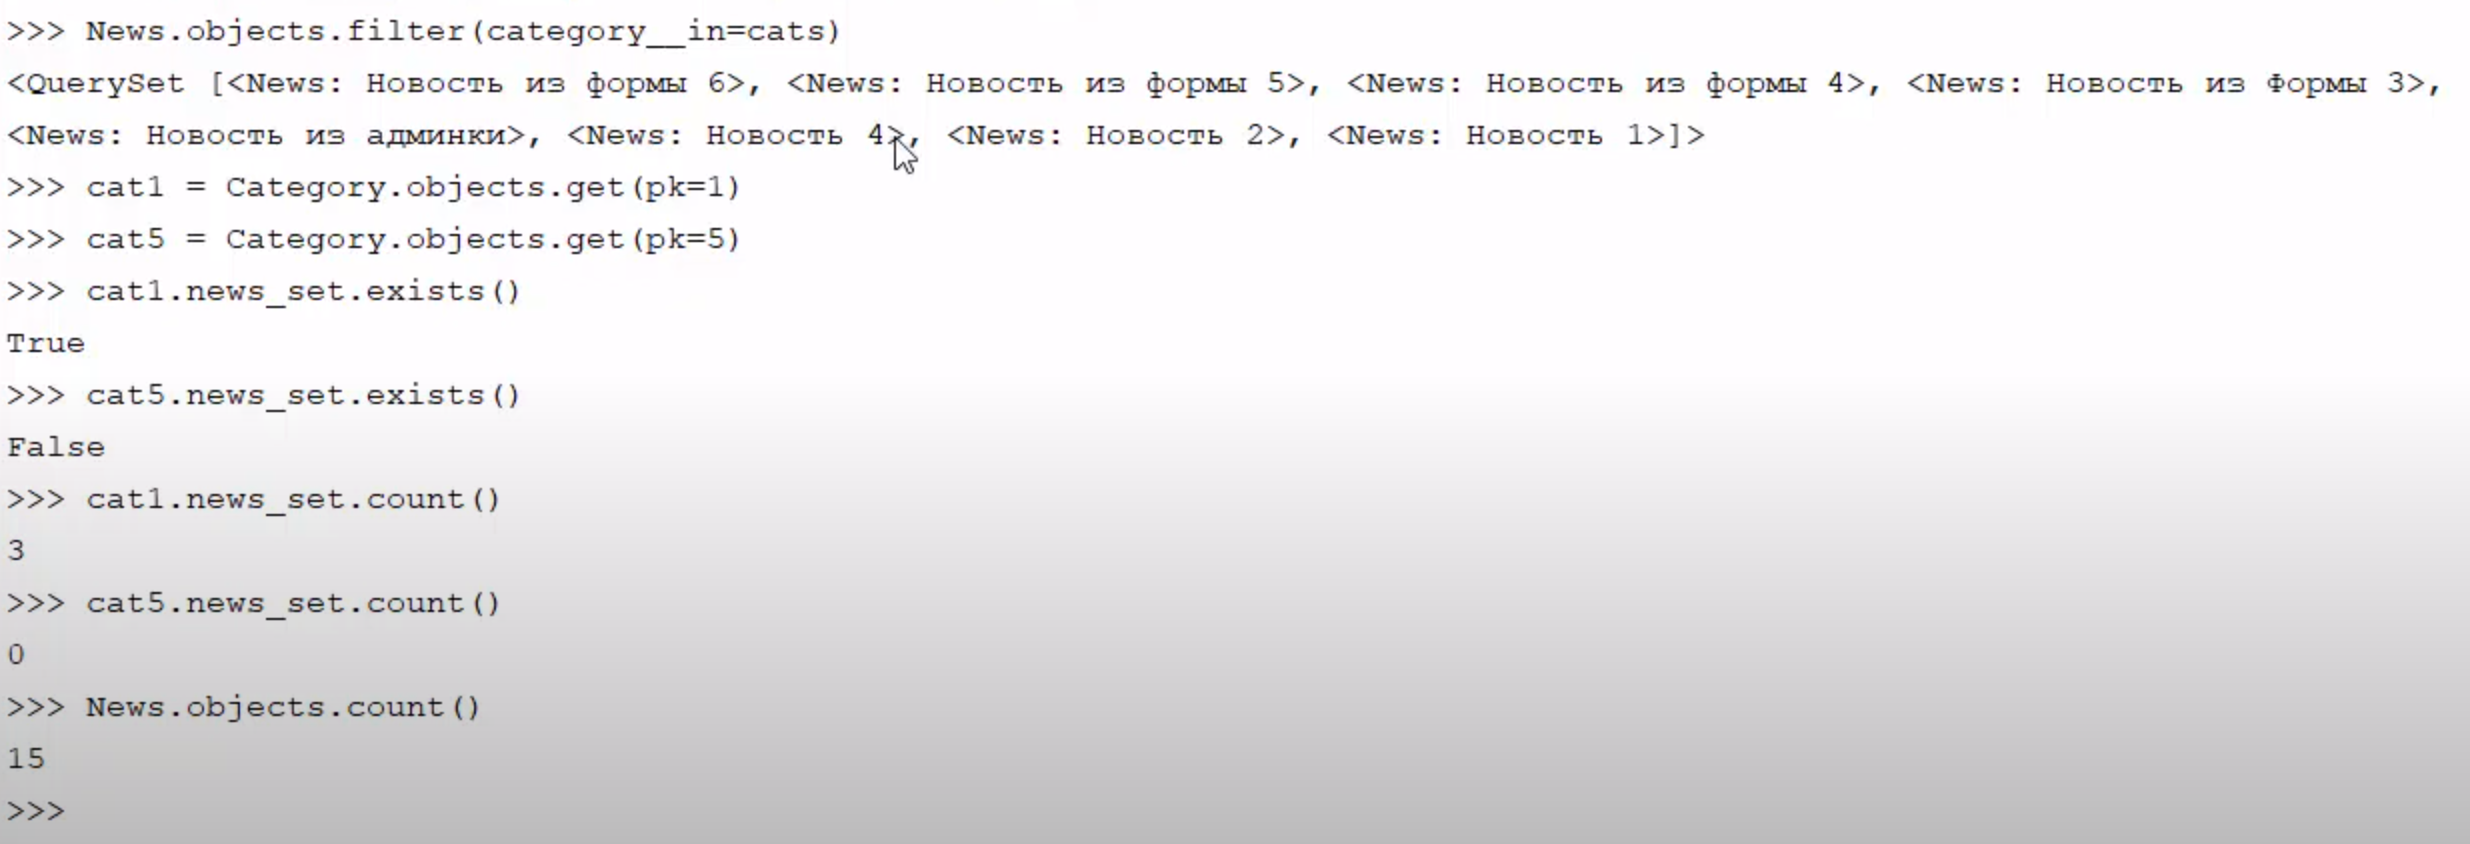 >>> News.objects.filter(category__in=cats)
<QuerySet [<News: Новость из формы 6>, <News: Новость из формы 5>, <News: Новость из формы 4>, <News: Новость из Формы 3>,
<News: Новость из админки>, <News: Новость 4>, <News: Новость 2>, <News: Новость 1>]>
>>> cat1 = Category.objects.get(pk=1)
>>> cat5 = Category.objects.get(pk=5)
>>> cat1.news_set.exists()
True
>>> cat5.news_set.exists()
False
>>> cat1.news_set.count()
3
>>> cat5.news_set.count()
0
>>> News.objects.count()
15
>>>